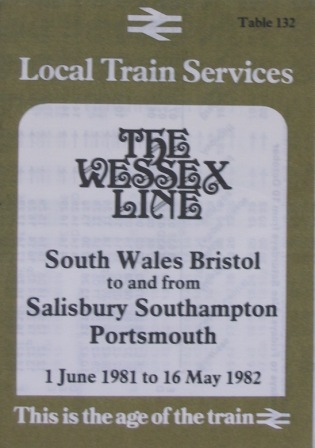 Table 132
Local Train Services
THE
WESSEX
LINE
South Wales Bristol
to and from
Salisbury Southampton
Portsmouth
1 June 1981 to 16 May 1982
This is the age of the train